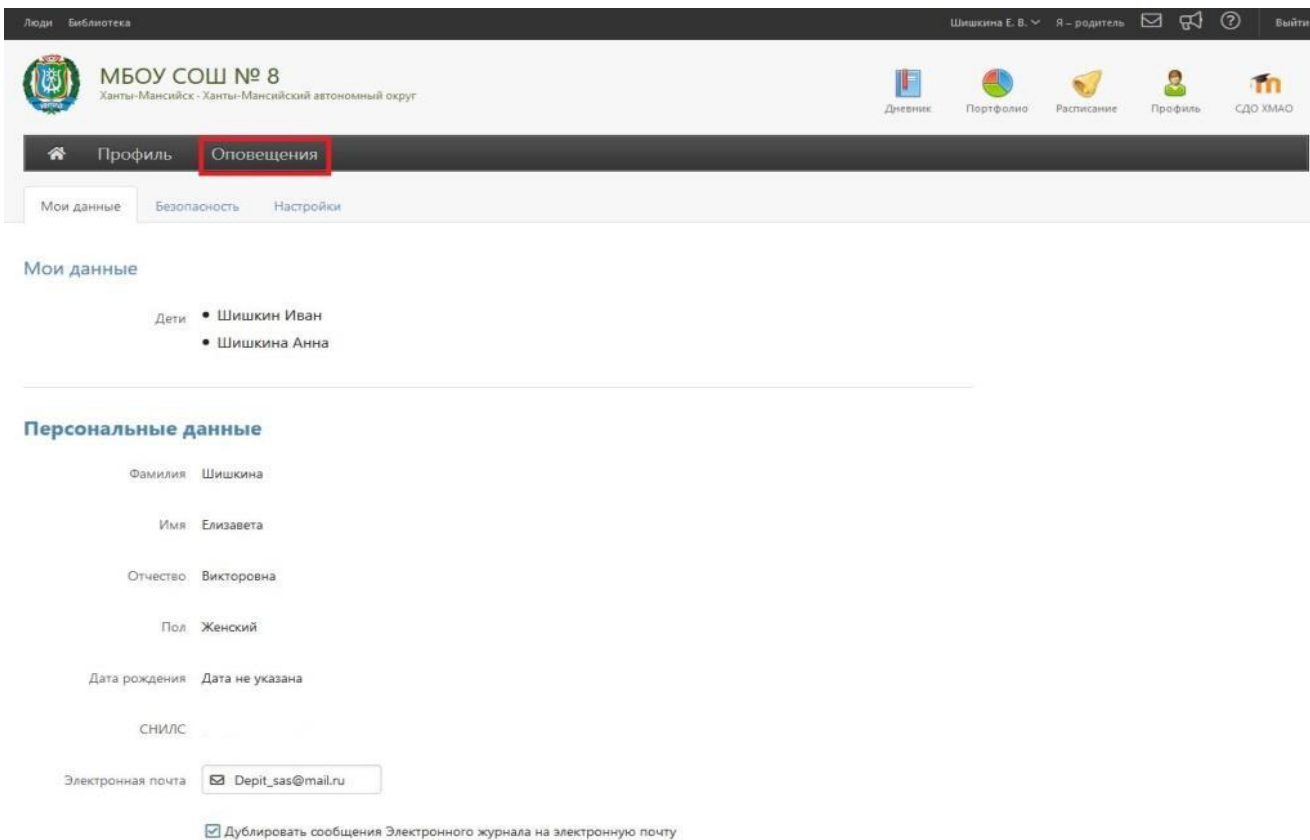 Люди Библиотека Шишкина Е. В. Я – родитель Выйти
МБОУ СОШ № 8
Ханты-Мансийск - Ханты-Мансийский автономный округ
Дневник Портфолио Расписание Профиль СДО ХМАО
Профиль Оповещения
Мои данные Безопасность Настройки
Мои данные
Дети • Шишкин Иван
• Шишкина Анна
Персональные данные
Фамилия Шишкина
Имя Елизавета
Отчество Викторовна
Пол Женский
Дата рождения Дата не указана
СНИЛС
Электронная почта Depit_sas@mail.ru
Дублировать сообщения Электронного журнала на электронную почту